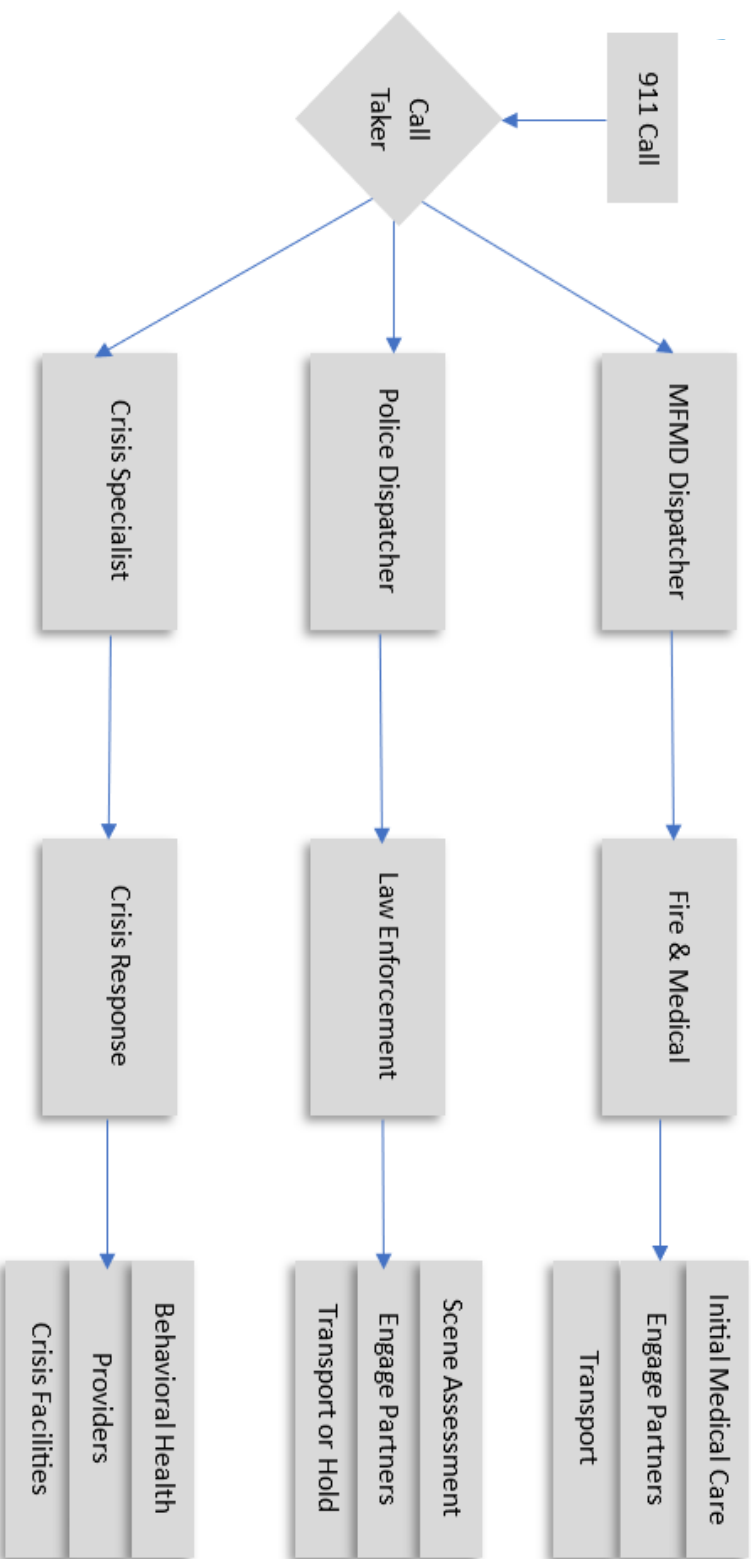 911 Call
Call
Taker
MFMD Dispatcher
Fire & Medical
Initial Medical Care
Engage Partners
Transport
Police Dispatcher
Law Enforcement
Scene Assessment
Engage Partners
Transport or Hold
Crisis Specialist
Crisis Response
Behavioral Health
Providers
Crisis Facilities